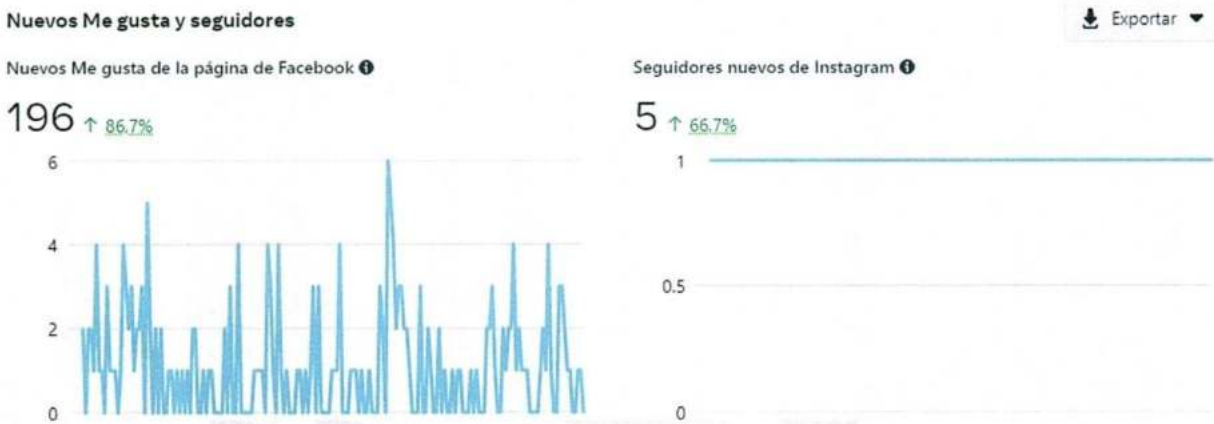 Nuevos Me gusta y seguidores
Exportar
Nuevos Me gusta de la página de Facebook
196 ↑ 86,7%
6
4
2
0
Seguidores nuevos de Instagram
5 ↑ 66,7%
1
0.5
0